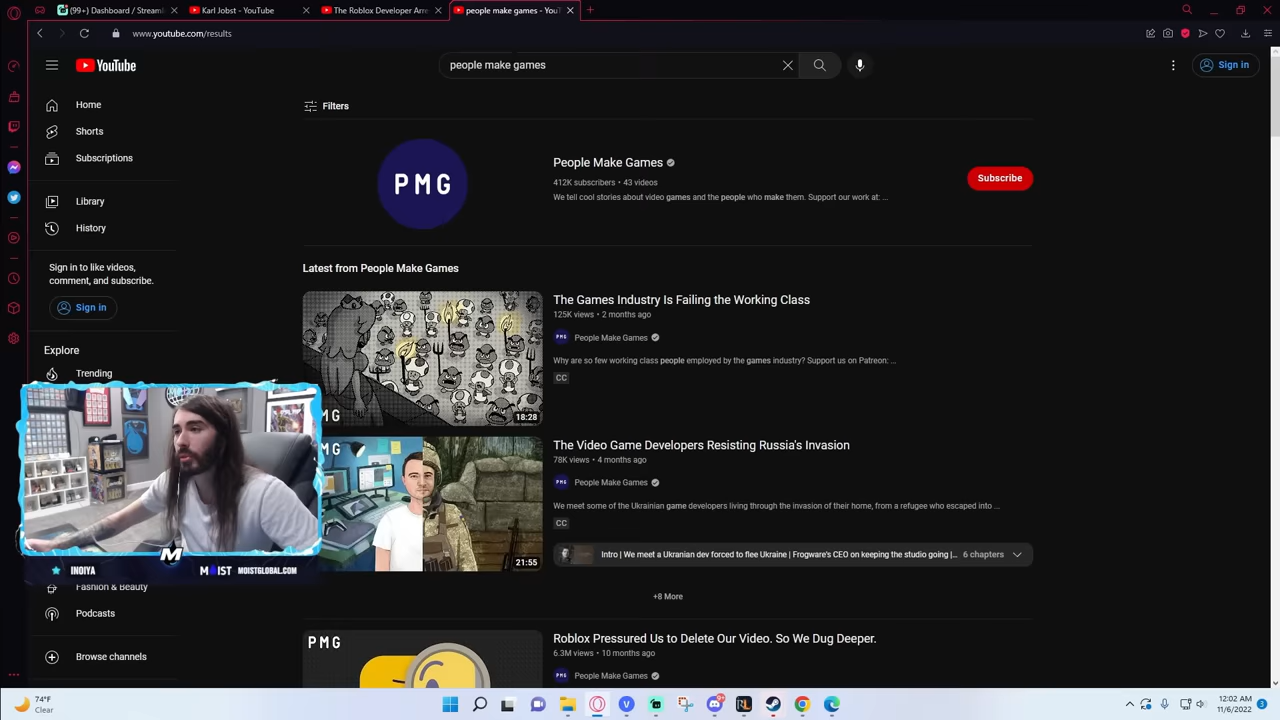 (99+) Dashboard / Streaml
Karl Jobst - YouTube
The Roblox Developer Arre
people make games - YouT
www.youtube.com/results
YouTube
people make games
Sign in
Home
Shorts
Subscriptions
Library
History
Sign in to like videos,
comment, and subscribe.
Sign in
Explore
Trending
Fashion & Beauty
Podcasts
Browse channels
Filters
PMG
People Make Games
412K subscribers • 43 videos
We tell cool stories about video games and the people who make them. Support our work at: ...
Subscribe
Latest from People Make Games
MG
18:28
The Games Industry Is Failing the Working Class
125K views • 2 months ago
PMG People Make Games
Why are so few working class people employed by the games industry? Support us on Patreon: ...
CC
MG
21:55
The Video Game Developers Resisting Russia's Invasion
78K views • 4 months ago
PMG People Make Games
We meet some of the Ukrainian game developers living through the invasion of their home, from a refugee who escaped into ...
CC
Intro | We meet a Ukranian dev forced to flee Ukraine | Frogware's CEO on keeping the studio going |... 6 chapters
+8 More
PMG
Roblox Pressured Us to Delete Our Video. So We Dug Deeper.
6.3M views • 10 months ago
PMG People Make Games
M
INOIYA
MOIST MOISTGLOBAL.COM
74°F
Clear
9+
12:02 AM
11/6/2022
3